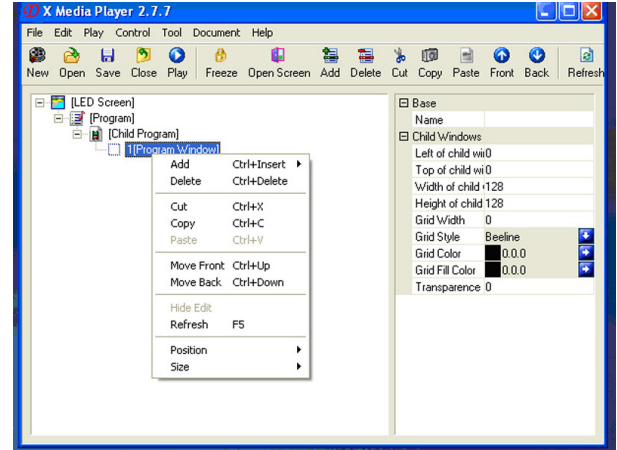 X Media Player 2.7.7
File Edit Play Control Tool Document Help
New Open Save Close Play Freeze Open Screen Add Delete Cut Copy Paste Front Back Refresh
[LED Screen]
[Program]
[Child Program]
1[Program Window]
Add Ctrl+Insert
Delete Ctrl+Delete
Cut Ctrl+X
Copy Ctrl+C
Paste Ctrl+V
Move Front Ctrl+Up
Move Back Ctrl+Down
Hide Edit
Refresh F5
Position
Size
Base
Name
Child Windows
Left of child wi 0
Top of child wi 0
Width of child 128
Height of child 128
Grid Width 0
Grid Style Beeline
Grid Color 0.0.0
Grid Fill Color 0.0.0
Transparence 0